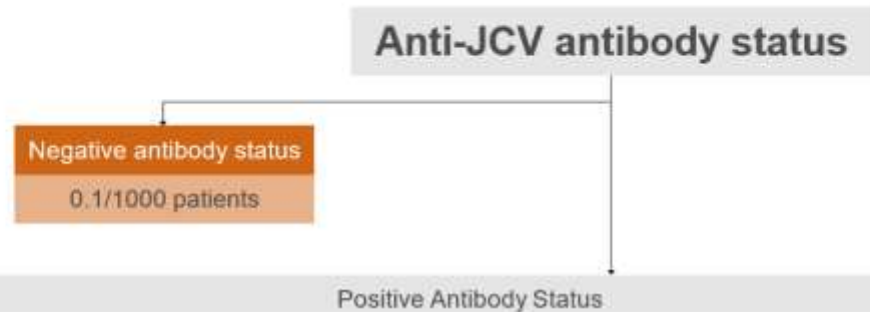 Anti-JCV antibody status
Negative antibody status
0.1/1000 patients
Positive Antibody Status